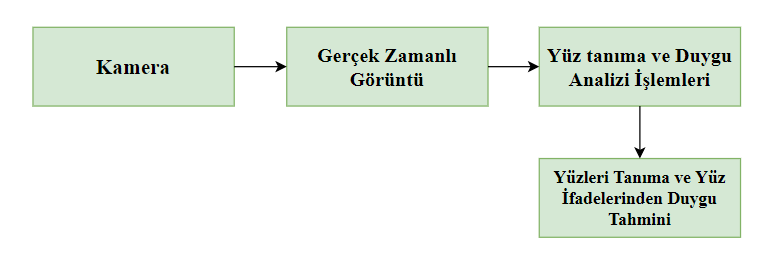 Kamera
Gerçek Zamanlı
Görüntü
Yüz tanıma ve Duygu
Analizi İşlemleri
Yüzleri Tanıma ve Yüz
İfadelerinden Duygu
Tahmini